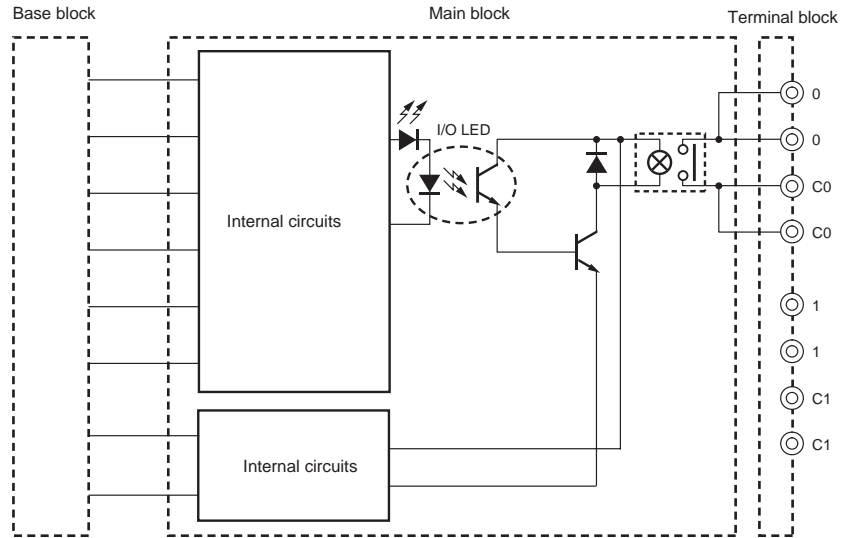 Base block
Main block
Terminal block
0
I/O LED
0
C0
Internal circuits
C0
1
1
C1
C1
Internal circuits